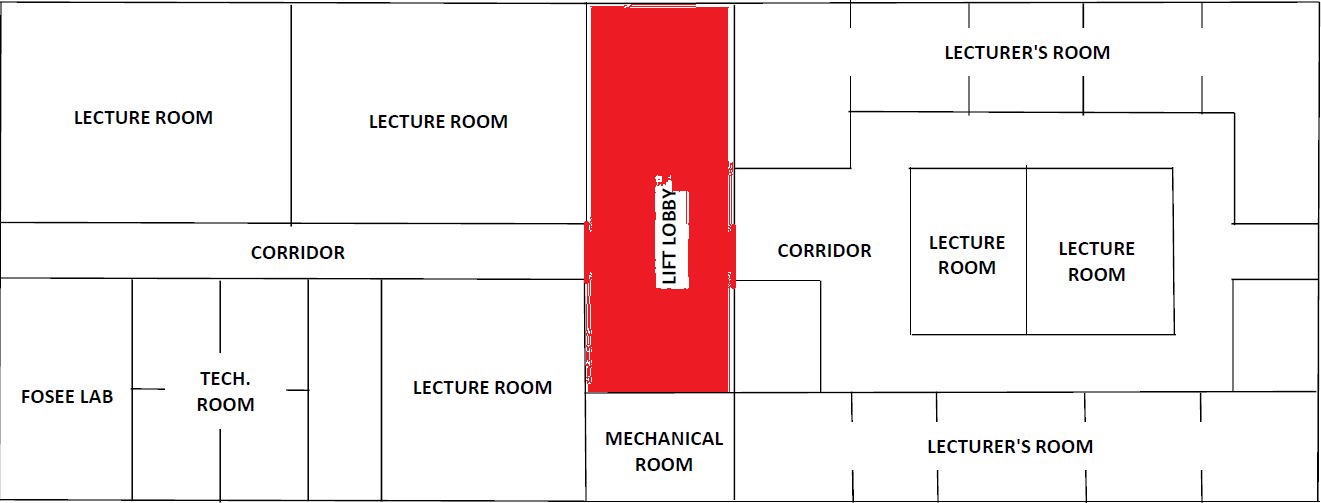 LECTURER'S ROOM
LECTURE ROOM
LECTURE ROOM
LIFT LOBBY
CORRIDOR
CORRIDOR
LECTURE
ROOM
LECTURE
ROOM
FOSEE LAB
TECH.
ROOM
LECTURE ROOM
MECHANICAL
ROOM
LECTURER'S ROOM